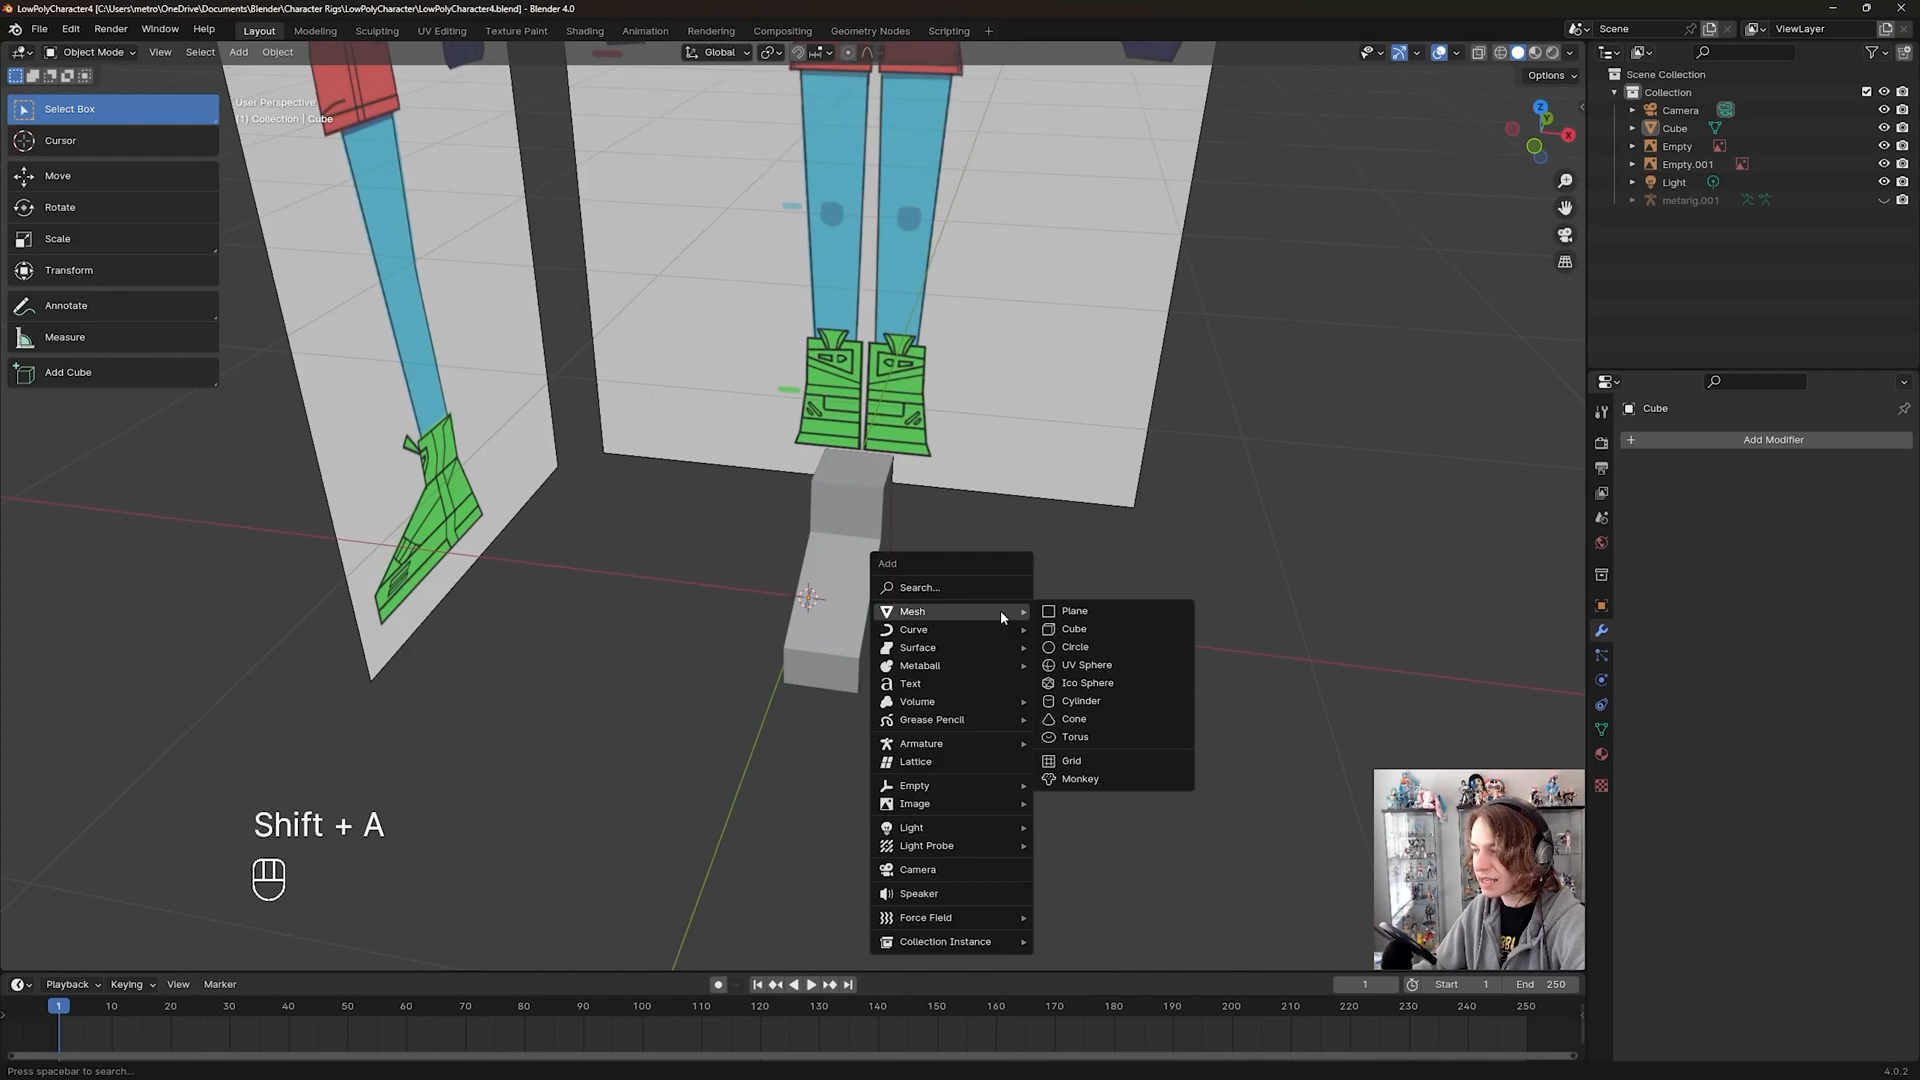 LowPolyCharacter4 [C:\Users\metro\OneDrive\Documents\Blender\Character Rigs\LowPolyCharacter\LowPolyCharacter4.blend] - Blender 4.0
File Edit Render Window Help Layout Modeling Sculpting UV Editing Texture Paint Shading Animation Rendering Compositing Geometry Nodes Scripting + Scene ViewLayer
Object Mode View Select Add Object Global
Options
Select Box
Cursor
Move
Rotate
Scale
Transform
Annotate
Measure
Add Cube
User Perspective
(1) Collection | Cube
Z
Y
X
Scene Collection
Collection
Camera
Cube
Empty
Empty.001
Light
metarig.001
Cube
+ Add Modifier
Add
Search...
Mesh
Curve
Surface
Metaball
Text
Volume
Grease Pencil
Armature
Lattice
Empty
Image
Light
Light Probe
Camera
Speaker
Force Field
Collection Instance
Plane
Cube
Circle
UV Sphere
Ico Sphere
Cylinder
Cone
Torus
Grid
Monkey
Shift + A
Playback Keying View Marker 1 Start 1 End 250
1 10 20 30 40 50 60 70 80 90 100 110 120 130 140 150 160 170 180 190 200 210 220 230 240 250
Press spacebar to search...
4.0.2